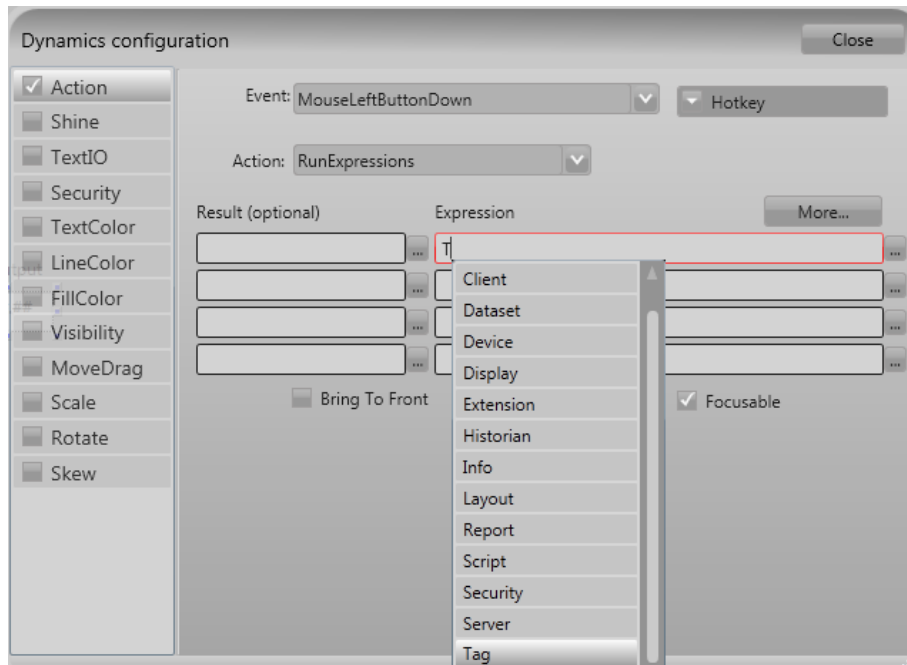 Dynamics configuration
Close
Action
Shine
TextIO
Security
TextColor
LineColor
FillColor
Visibility
MoveDrag
Scale
Rotate
Skew
Event: MouseLeftButtonDown
Hotkey
Action: RunExpressions
Result (optional)
Expression
More...
...
T
...
...
...
...
...
...
...
Client
Dataset
Device
Display
Extension
Historian
Info
Layout
Report
Script
Security
Server
Tag
Bring To Front
Focusable